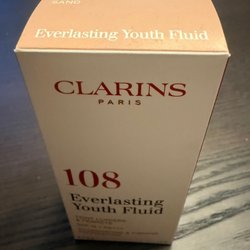 SAND
Everlasting Youth Fluid
CLARINS
PARIS
108
Everlasting
Youth Fluid